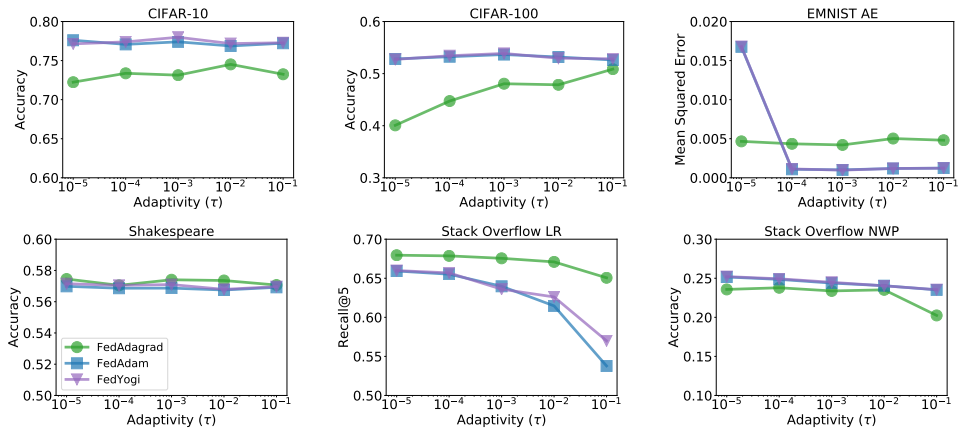 CIFAR-10
Accuracy
0.80
0.75
0.70
0.65
0.60
10⁻⁵ 10⁻⁴ 10⁻³ 10⁻² 10⁻¹
Adaptivity (τ)
CIFAR-100
Accuracy
0.6
0.5
0.4
0.3
10⁻⁵ 10⁻⁴ 10⁻³ 10⁻² 10⁻¹
Adaptivity (τ)
EMNIST AE
Mean Squared Error
0.020
0.015
0.010
0.005
0.000
10⁻⁵ 10⁻⁴ 10⁻³ 10⁻² 10⁻¹
Adaptivity (τ)
Shakespeare
Accuracy
0.60
0.58
0.56
0.54
0.52
0.50
FedAdagrad
FedAdam
FedYogi
10⁻⁵ 10⁻⁴ 10⁻³ 10⁻² 10⁻¹
Adaptivity (τ)
Stack Overflow LR
Recall@5
0.70
0.65
0.60
0.55
0.50
10⁻⁵ 10⁻⁴ 10⁻³ 10⁻² 10⁻¹
Adaptivity (τ)
Stack Overflow NWP
Accuracy
0.30
0.25
0.20
0.15
0.10
10⁻⁵ 10⁻⁴ 10⁻³ 10⁻² 10⁻¹
Adaptivity (τ)